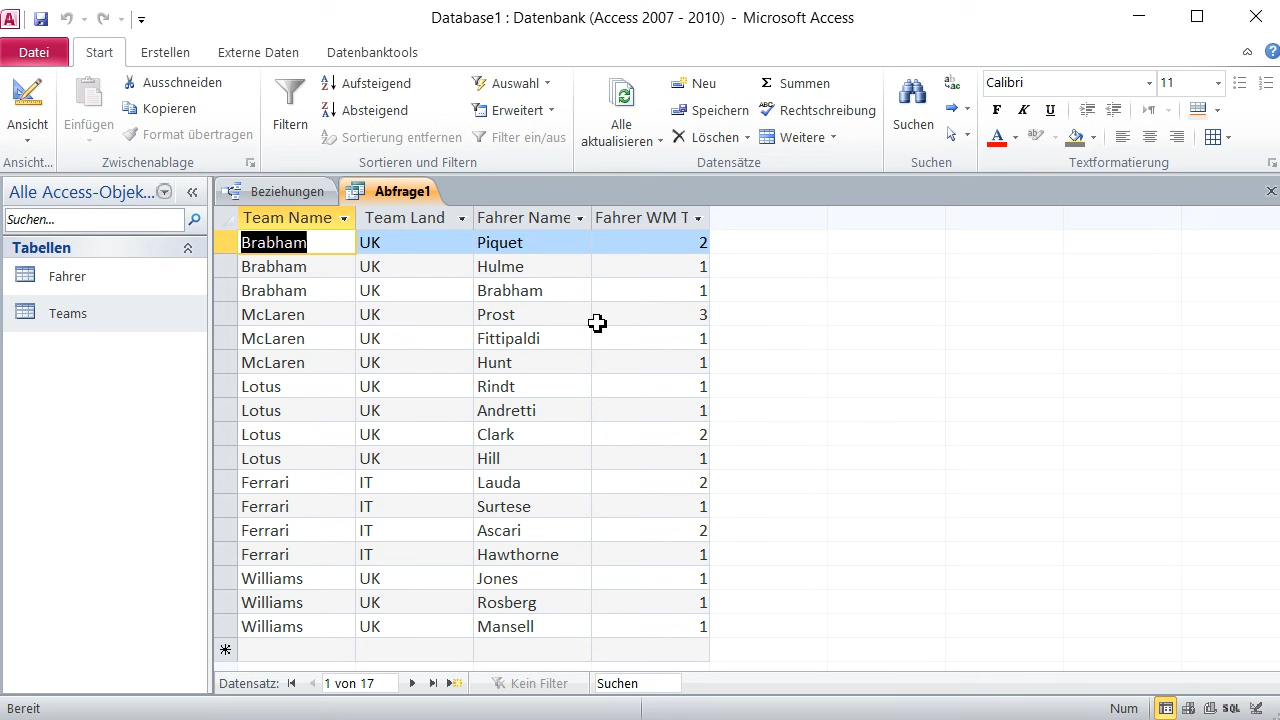 Database1 : Datenbank (Access 2007 - 2010) - Microsoft Access
Datei Start Erstellen Externe Daten Datenbanktools
Ansicht
Ansicht...
Einfügen
Ausschneiden
Kopieren
Format übertragen
Zwischenablage
Filtern
Aufsteigend
Absteigend
Sortierung entfernen
Auswahl
Erweitert
Filter ein/aus
Sortieren und Filtern
Alle
aktualisieren
Neu
Speichern
Löschen
Summen
Rechtschreibung
Weitere
Datensätze
Suchen
Suchen
Calibri 11
F K U
Textformatierung
Alle Access-Objek...
Suchen...
Tabellen
Fahrer
Teams
Beziehungen Abfrage1
Team Name Team Land Fahrer Name Fahrer WM T
Brabham UK Piquet 2
Brabham UK Hulme 1
Brabham UK Brabham 1
McLaren UK Prost 3
McLaren UK Fittipaldi 1
McLaren UK Hunt 1
Lotus UK Rindt 1
Lotus UK Andretti 1
Lotus UK Clark 2
Lotus UK Hill 1
Ferrari IT Lauda 2
Ferrari IT Surtese 1
Ferrari IT Ascari 2
Ferrari IT Hawthorne 1
Williams UK Jones 1
Williams UK Rosberg 1
Williams UK Mansell 1
Datensatz: 1 von 17 Kein Filter Suchen
Bereit Num SQL